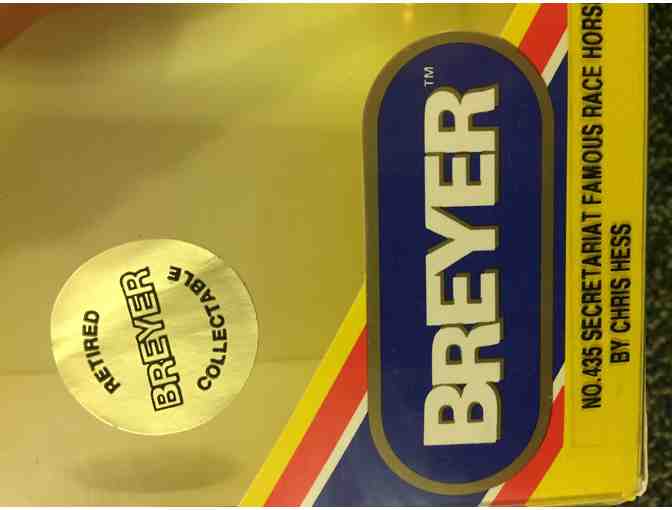 RETIRED
BREYER
COLLECTABLE
BREYER™
NO. 435 SECRETARIAT FAMOUS RACE HORS
BY CHRIS HESS